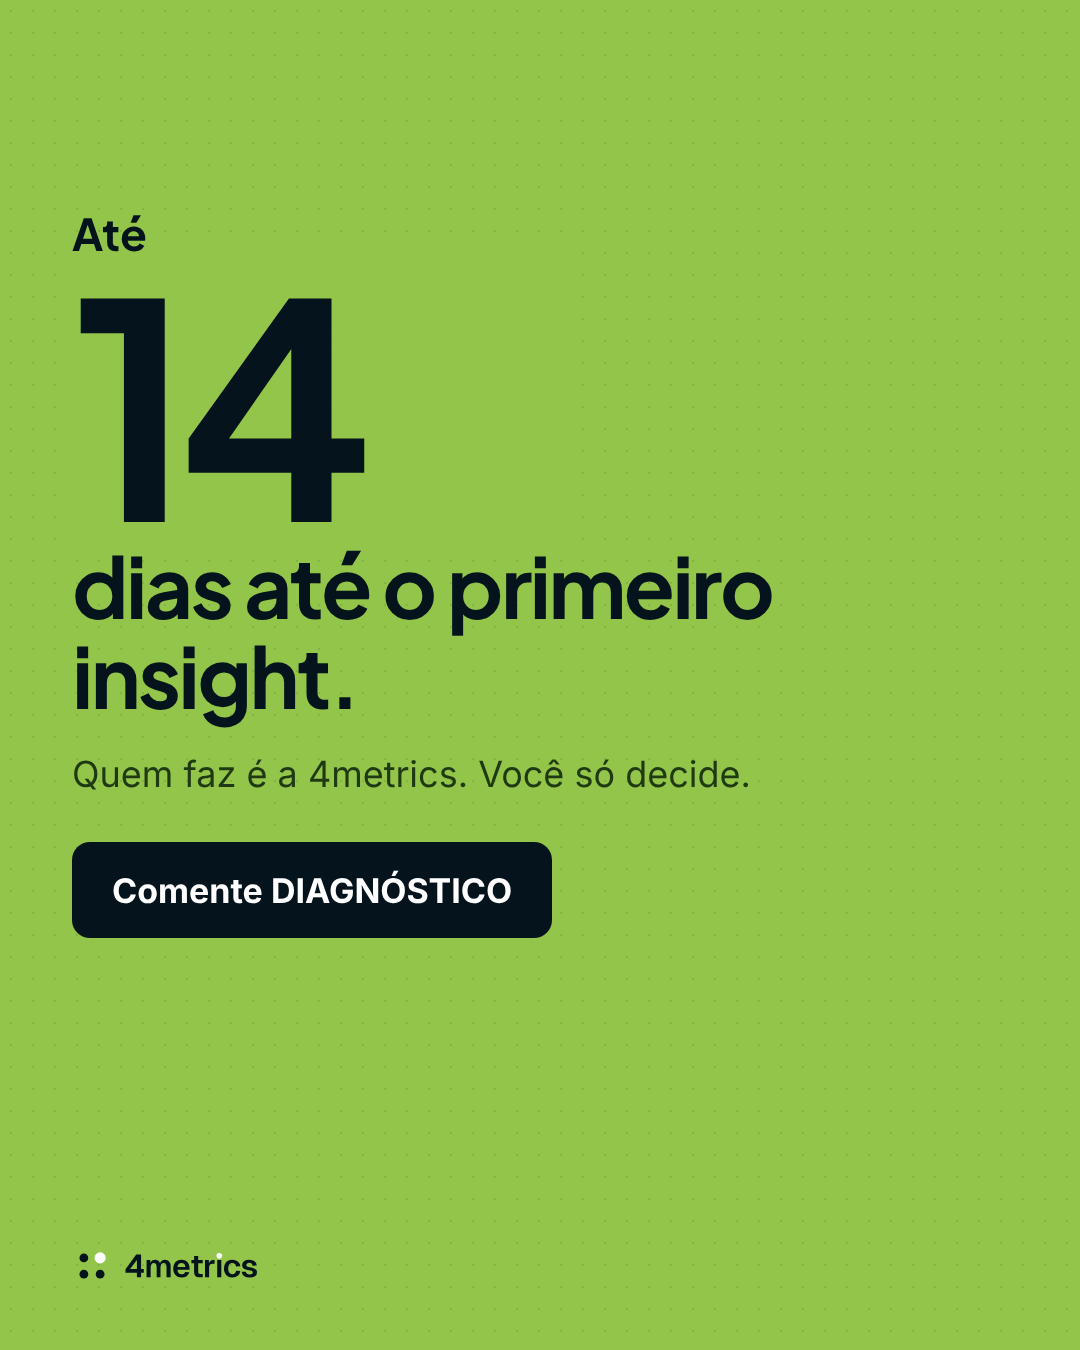 Até
14
dias até o primeiro
insight.
Quem faz é a 4metrics. Você só decide.
Comente DIAGNÓSTICO
4metrics